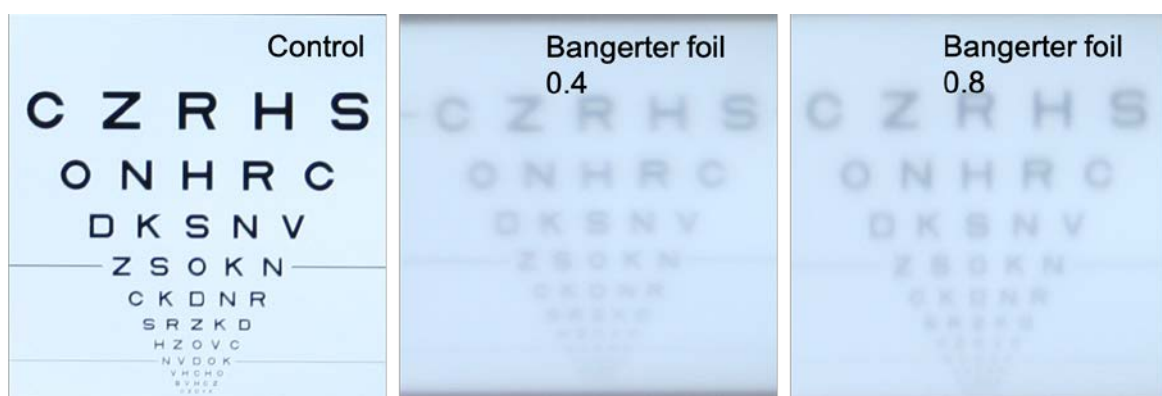 Control
C Z R H S
O N H R C
D K S N V
Z S O K N
C K D N R
S R Z K D
H Z O V C
N V D O K
V H C H O
B V H C Z
Bangerter foil
0.4
C Z R H S
O N H R C
D K S N V
Z S O K N
C K D N R
S R Z K D
Bangerter foil
0.8
C Z R H S
O N H R C
D K S N V
Z S O K N
C K D N R
S R Z K D